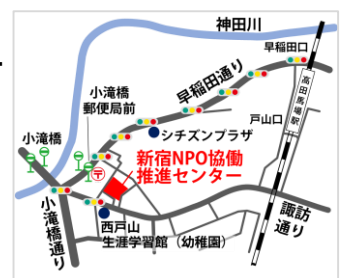 神田川
早稲田口
早稲田通り
高田馬場駅
小滝橋
郵便局前
戸山口
小滝橋
シチズンプラザ
新宿NPO協働
推進センター
小滝橋通り
諏訪
通り
西戸山
生涯学習館（幼稚園）